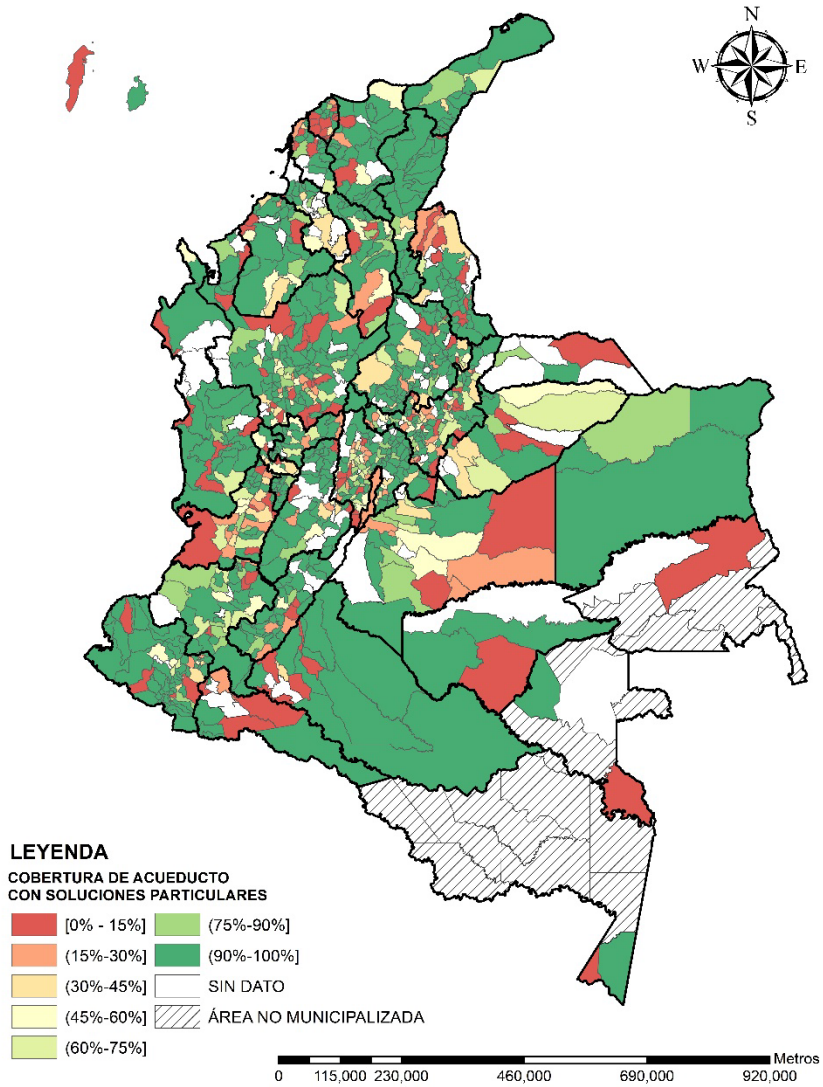 N
W E
S
LEYENDA
COBERTURA DE ACUEDUCTO
CON SOLUCIONES PARTICULARES
[0% - 15%] (75%-90%]
(15%-30%] (90%-100%]
(30%-45%] SIN DATO
(45%-60%] ÁREA NO MUNICIPALIZADA
(60%-75%]
Metros
0 115,000 230,000 460,000 690,000 920,000